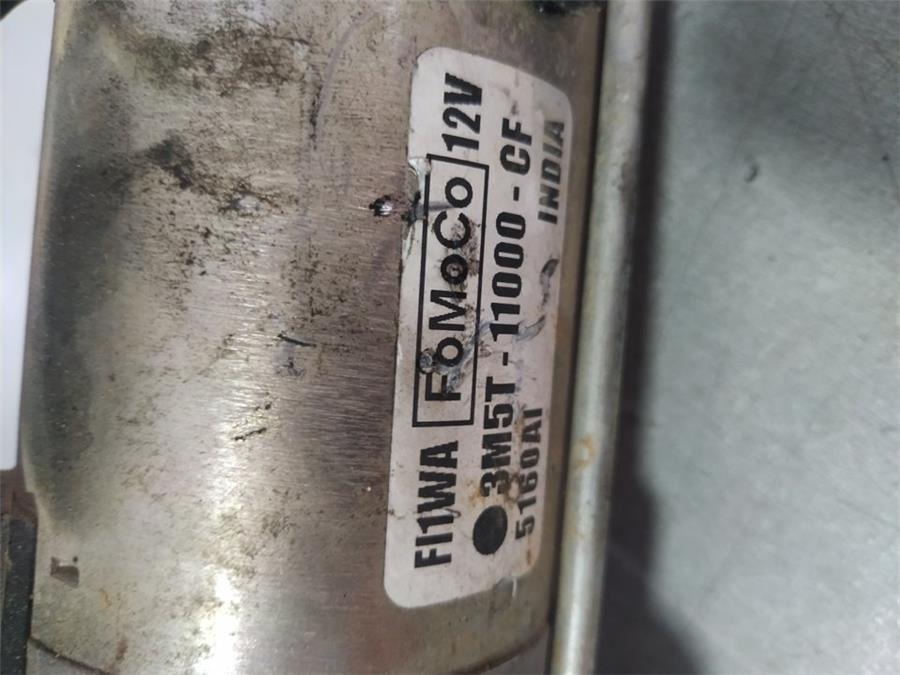 FI1WA FoMoCo 12V
3M5T - 11000 - CF
5160AI INDIA